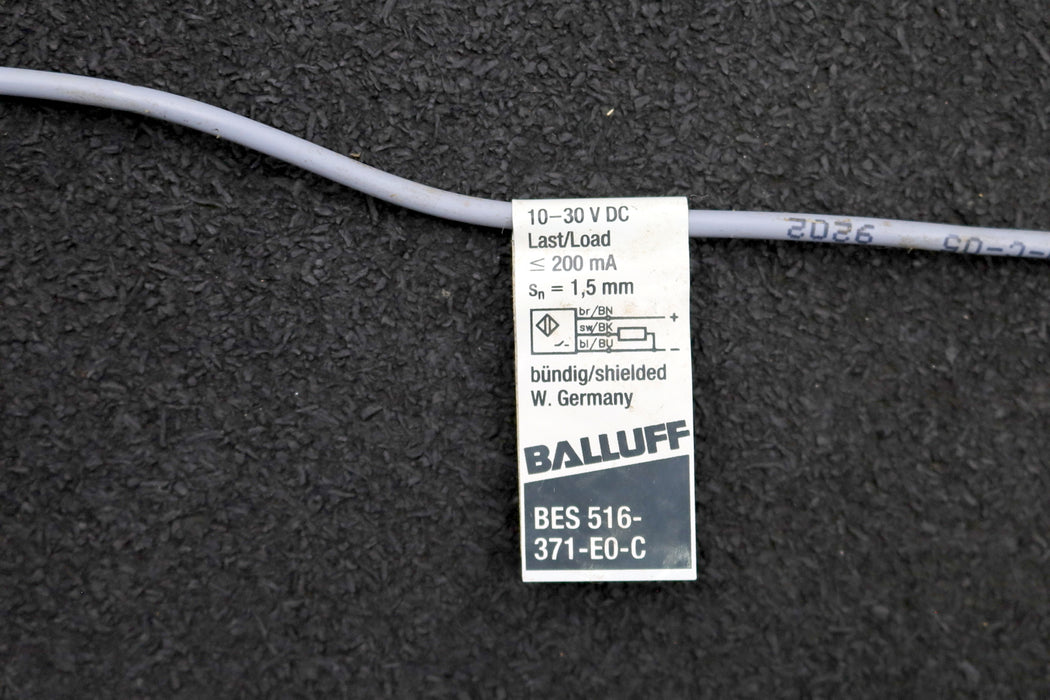 10–30 V DC
Last/Load
≤ 200 mA
sn = 1,5 mm
br/BN
+
sw/BK
bl/BU
–
bündig/shielded
W. Germany
BALLUFF
BES 516-
371-E0-C
2026